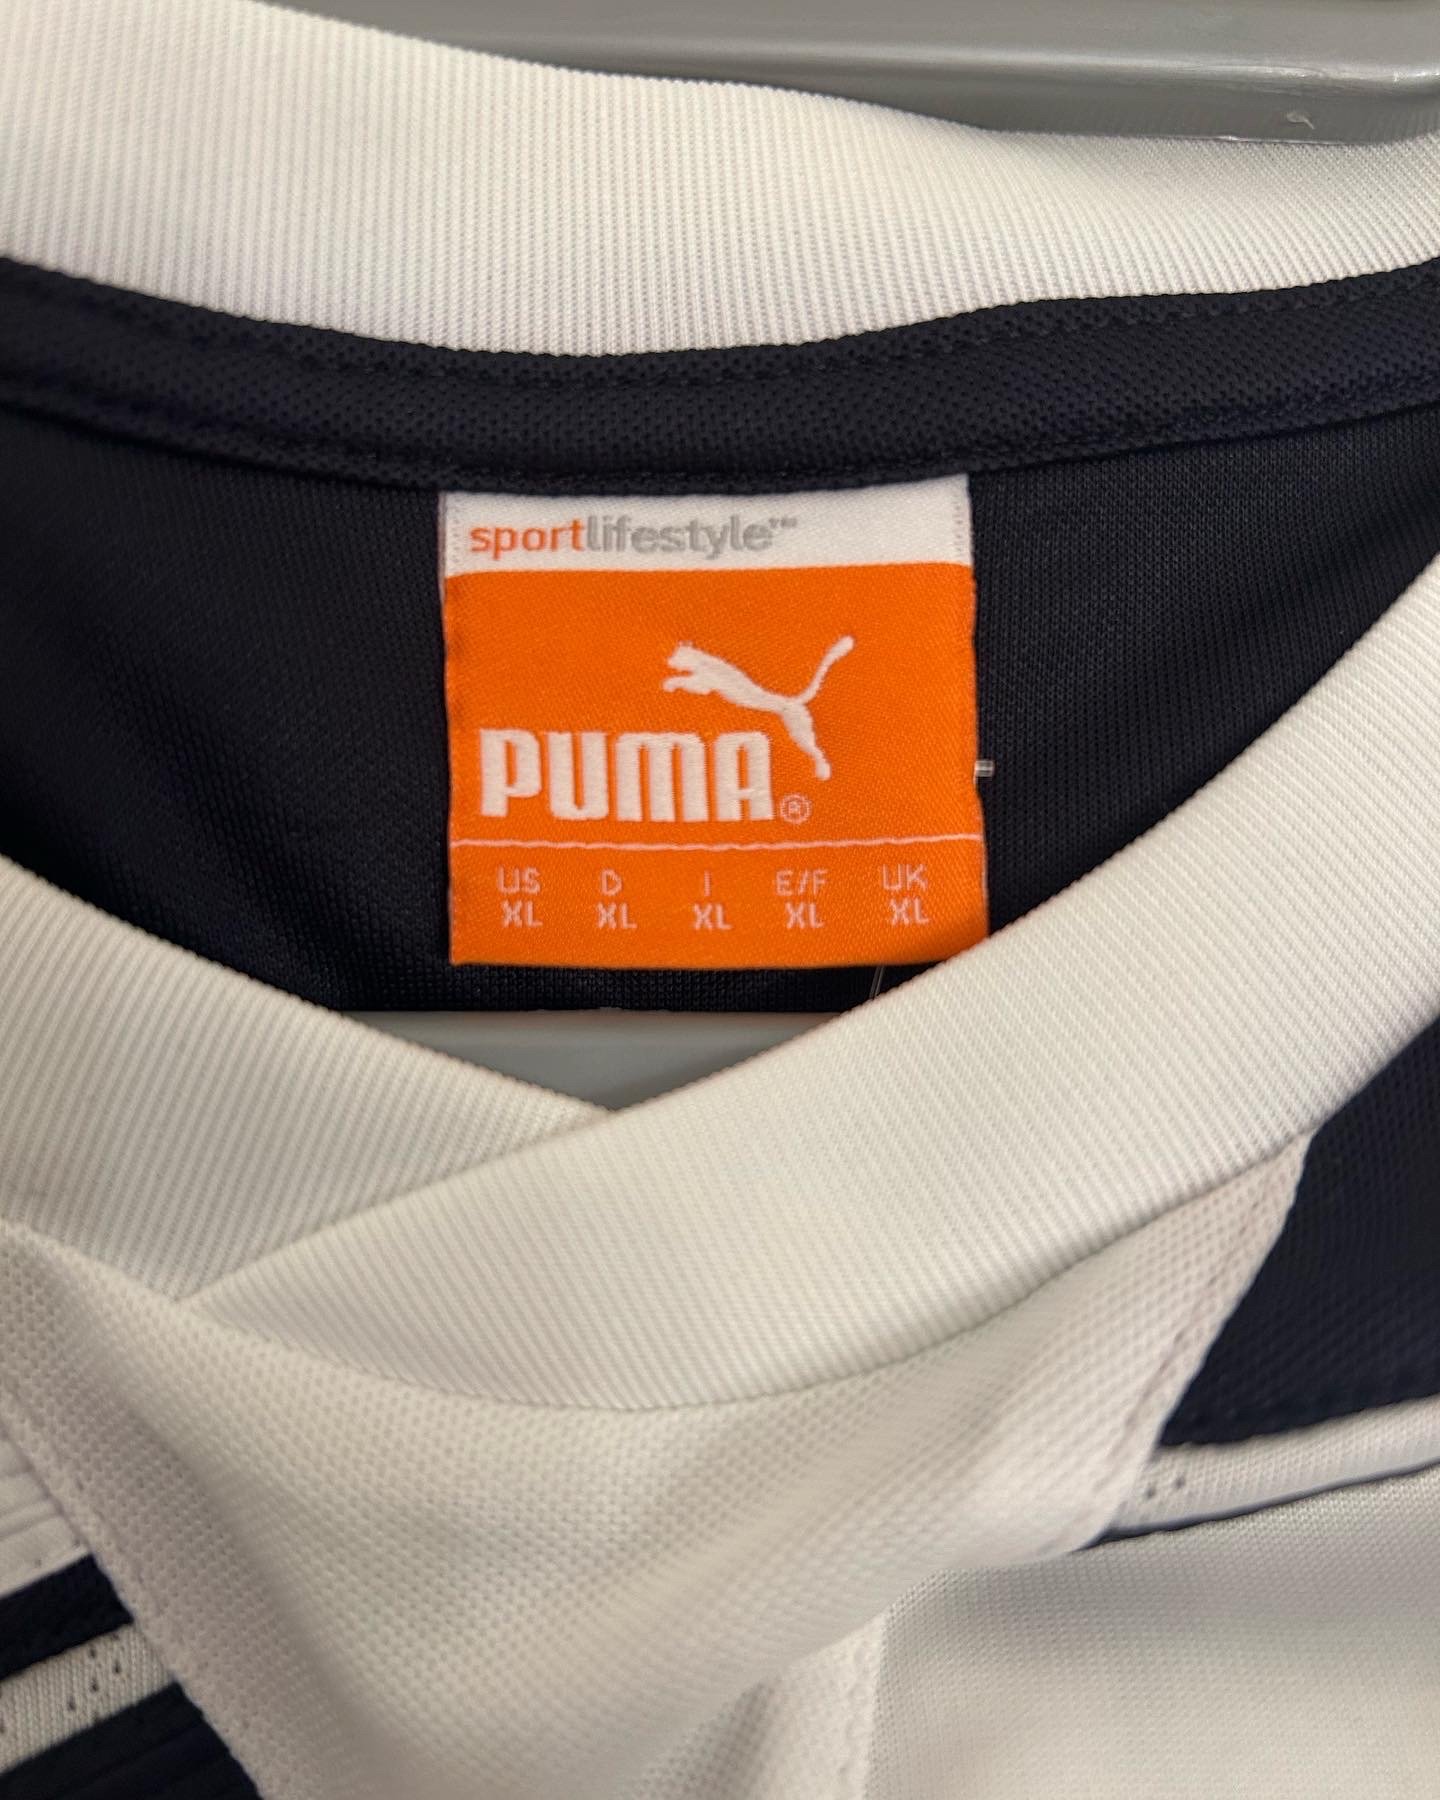 sportlifestyle™
PUMA®
US D I E/F UK
XL XL XL XL XL